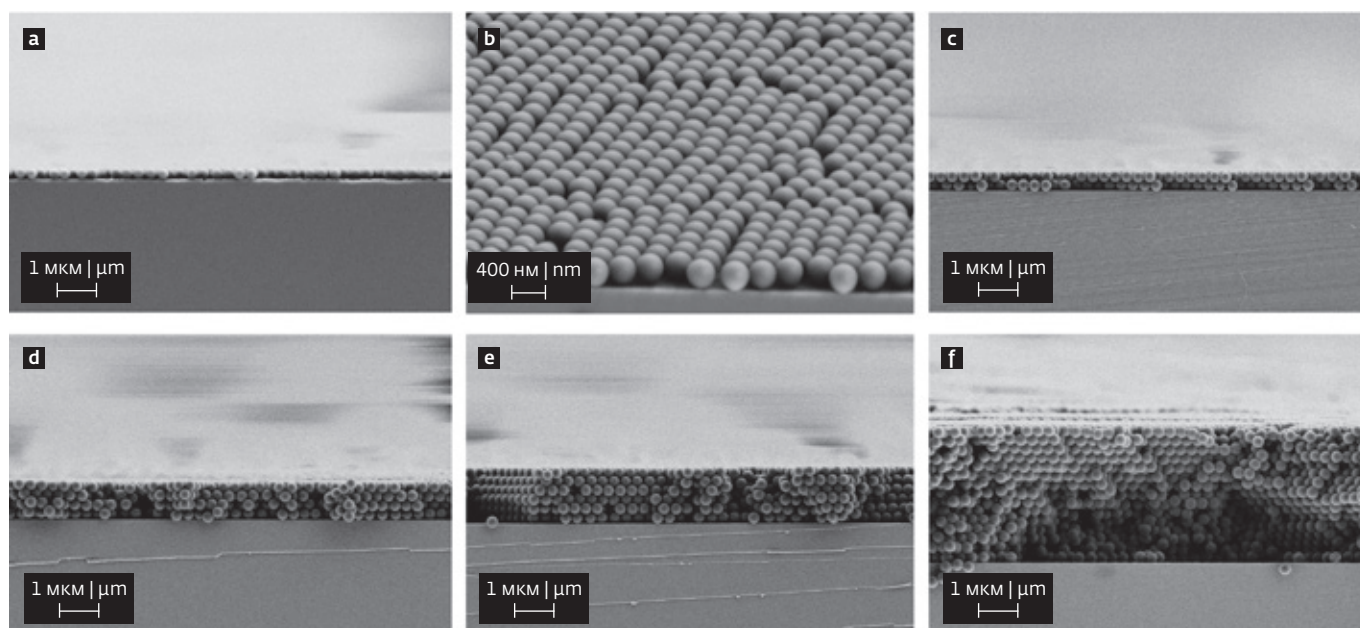 a
b
c
1 мкм | μm
400 нм | nm
1 мкм | μm
d
e
f
1 мкм | μm
1 мкм | μm
1 мкм | μm